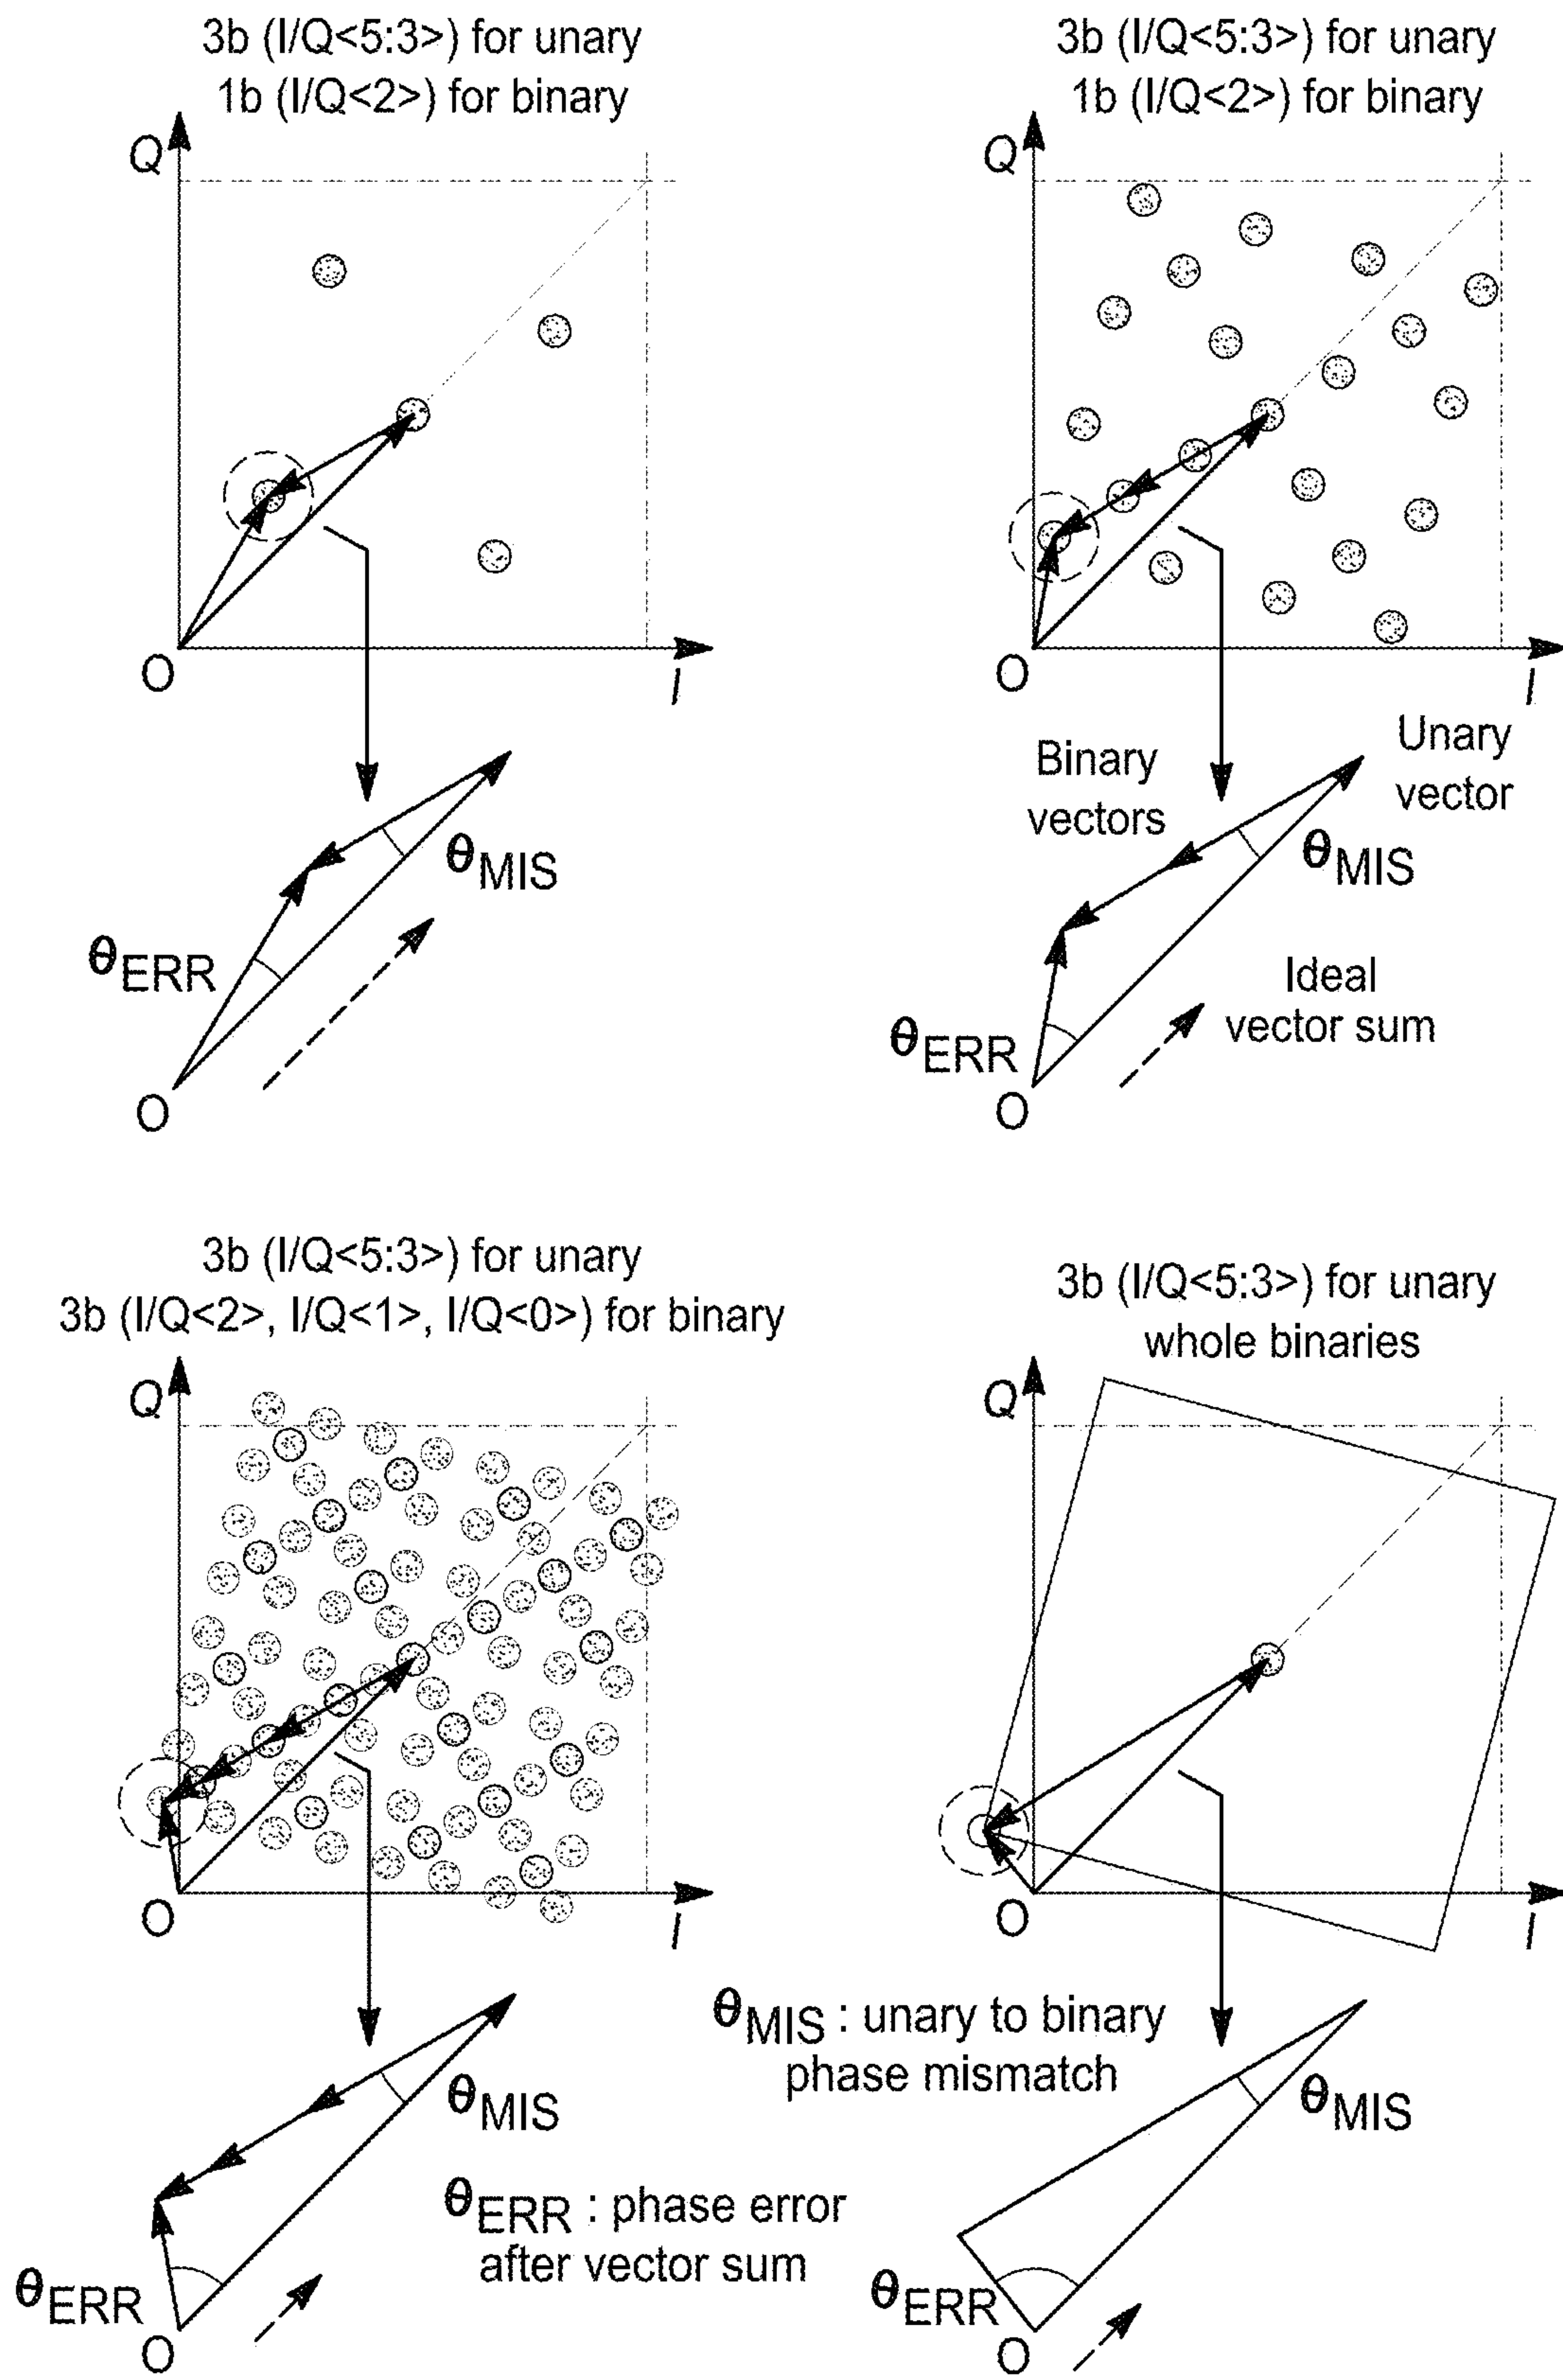 3b (I/Q<5:3>) for unary
1b (I/Q<2>) for binary
Q
O
I
θMIS
θERR
O
3b (I/Q<5:3>) for unary
1b (I/Q<2>) for binary
Q
O
I
Binary
vectors
Unary
vector
θMIS
Ideal
vector sum
θERR
O
3b (I/Q<5:3>) for unary
3b (I/Q<2>, I/Q<1>, I/Q<0>) for binary
Q
O
I
θMIS
θERR
O
3b (I/Q<5:3>) for unary
whole binaries
Q
O
I
θMIS : unary to binary
phase mismatch
θMIS
θERR : phase error
after vector sum
θERR
O